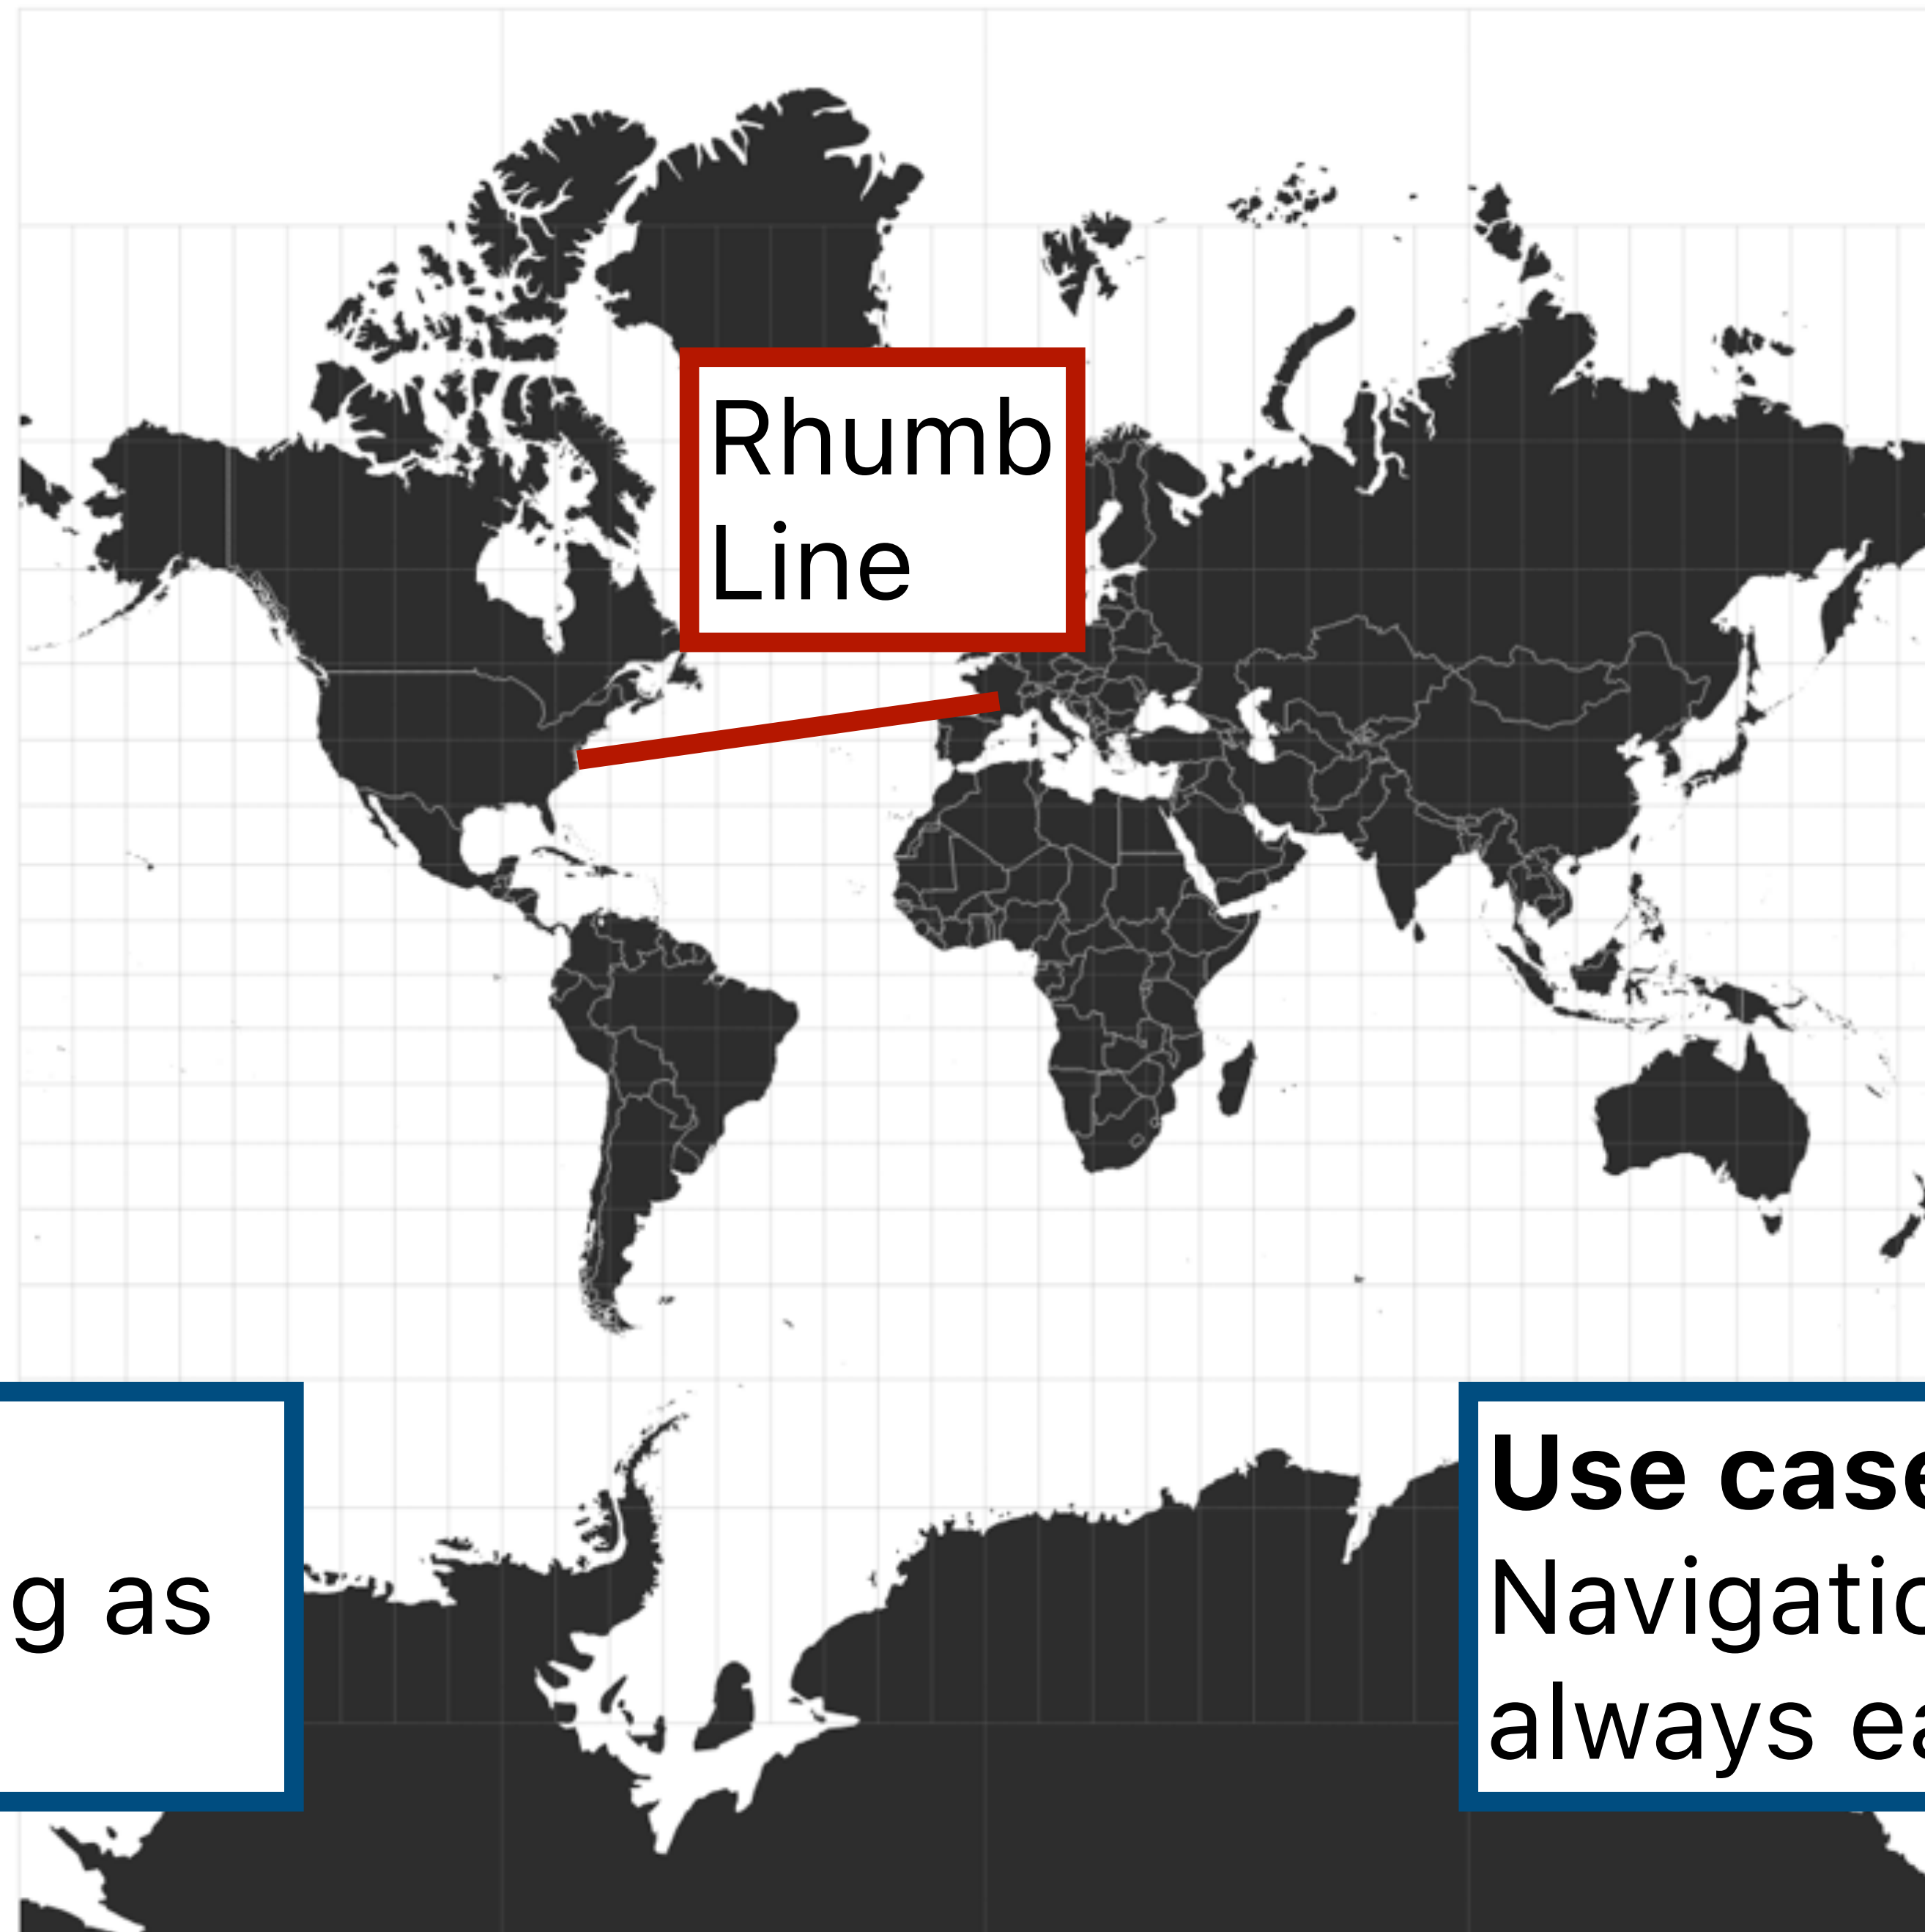 Rhumb
Line
g as
Use case
Navigatio
always ea